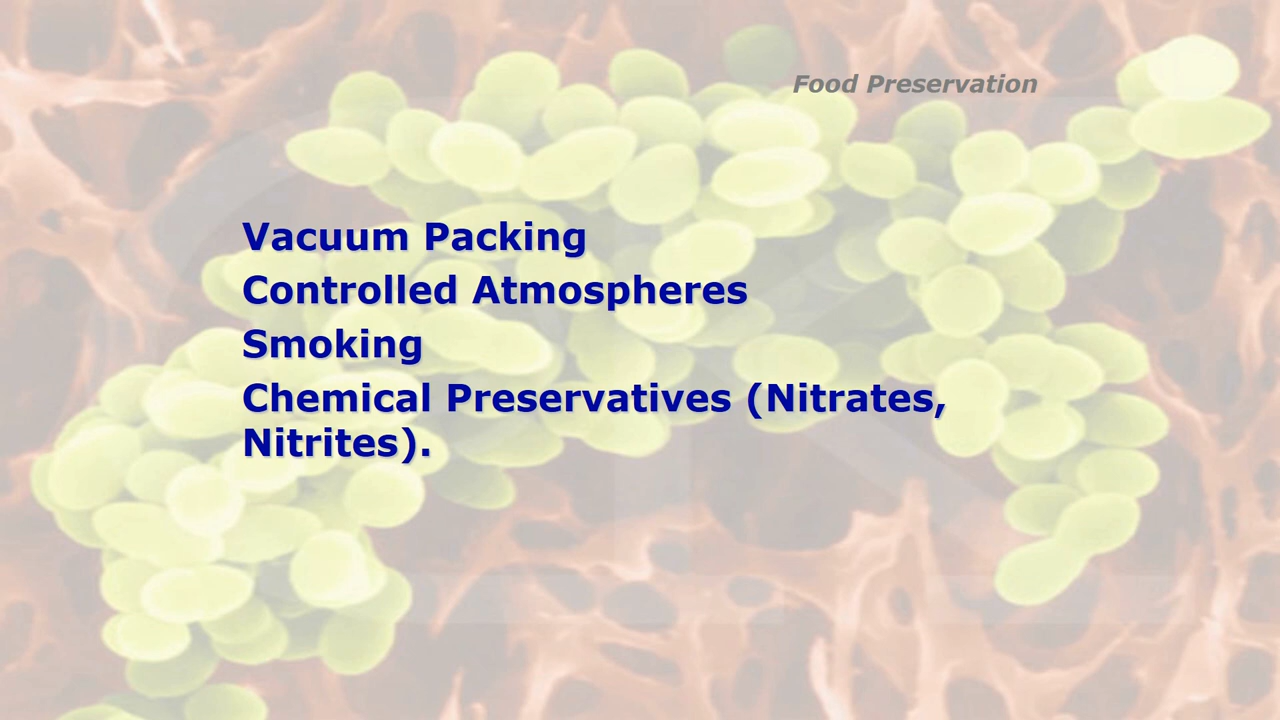 Food Preservation
Vacuum Packing
Controlled Atmospheres
Smoking
Chemical Preservatives (Nitrates,
Nitrites).